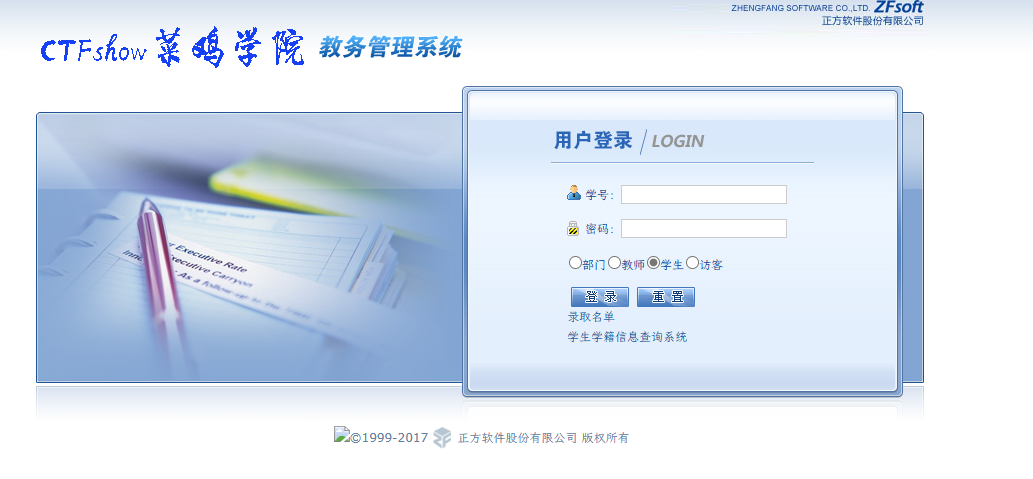 ZHENGFANG SOFTWARE CO.,LTD. ZFsoft
正方软件股份有限公司
CTFshow 菜鸡学院 教务管理系统
用户登录 / LOGIN
学号:
密码:
部门 教师 学生 访客
登 录 重 置
录取名单
学生学籍信息查询系统
Executive Rate
Executive Carryon
As a follow-up to the
©1999-2017 正方软件股份有限公司 版权所有